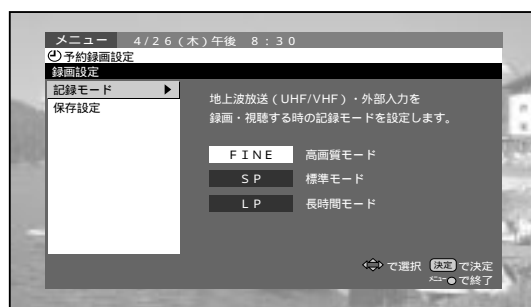 メニュー 4/26(木)午後 8:30
予約録画設定
録画設定
記録モード ▶
保存設定
地上波放送(UHF/VHF)・外部入力を
録画・視聴する時の記録モードを設定します。
FINE 高画質モード
SP 標準モード
LP 長時間モード
で選択 決定 で決定
メニュー で終了